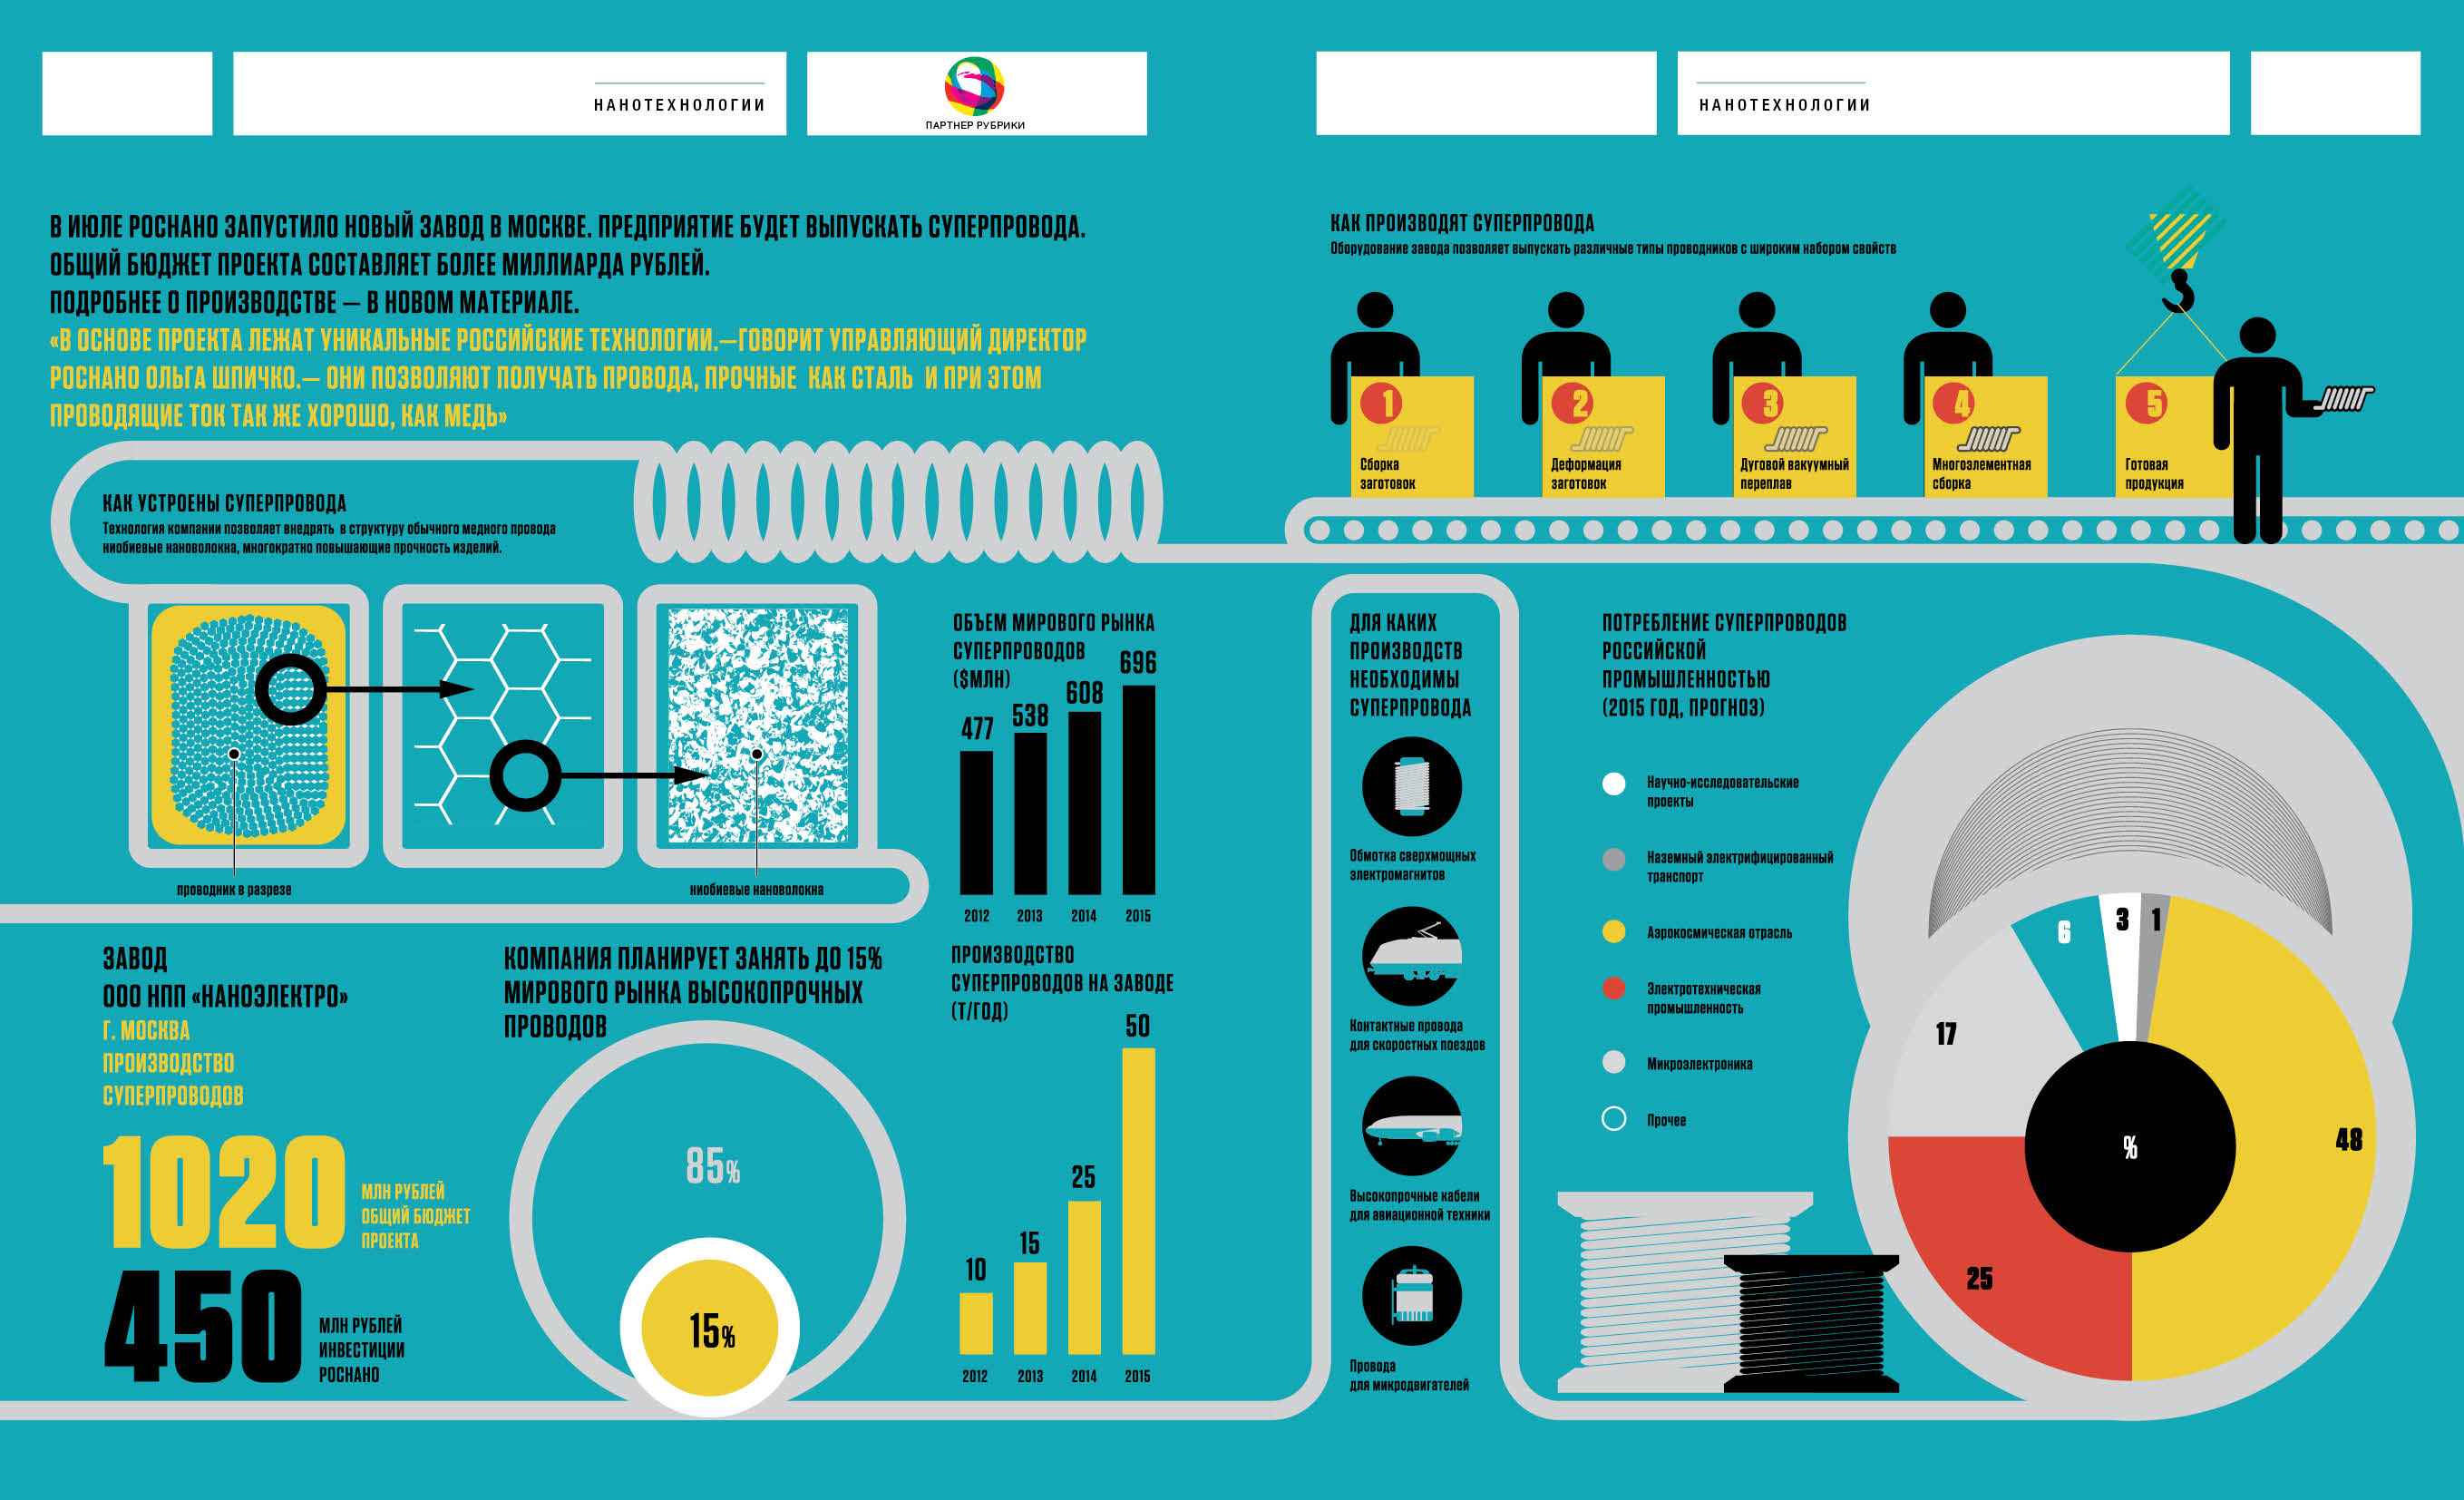 НАНОТЕХНОЛОГИИ
ПАРТНЕР РУБРИКИ
НАНОТЕХНОЛОГИИ
В ИЮЛЕ РОСНАНО ЗАПУСТИЛО НОВЫЙ ЗАВОД В МОСКВЕ. ПРЕДПРИЯТИЕ БУДЕТ ВЫПУСКАТЬ СУПЕРПРОВОДА.
ОБЩИЙ БЮДЖЕТ ПРОЕКТА СОСТАВЛЯЕТ БОЛЕЕ МИЛЛИАРДА РУБЛЕЙ.
ПОДРОБНЕЕ О ПРОИЗВОДСТВЕ – В НОВОМ МАТЕРИАЛЕ.
«В ОСНОВЕ ПРОЕКТА ЛЕЖАТ УНИКАЛЬНЫЕ РОССИЙСКИЕ ТЕХНОЛОГИИ.–ГОВОРИТ УПРАВЛЯЮЩИЙ ДИРЕКТОР
РОСНАНО ОЛЬГА ШПИЧКО.– ОНИ ПОЗВОЛЯЮТ ПОЛУЧАТЬ ПРОВОДА, ПРОЧНЫЕ КАК СТАЛЬ И ПРИ ЭТОМ
ПРОВОДЯЩИЕ ТОК ТАК ЖЕ ХОРОШО, КАК МЕДЬ»
КАК УСТРОЕНЫ СУПЕРПРОВОДА
Технология компании позволяет внедрять в структуру обычного медного провода
ниобиевые нановолокна, многократно повышающие прочность изделий.
проводник в разрезе
ниобиевые нановолокна
ОБЪЕМ МИРОВОГО РЫНКА
СУПЕРПРОВОДОВ
($МЛН)
477
538
608
696
2012
2013
2014
2015
ЗАВОД
ООО НПП «НАНОЭЛЕКТРО»
Г. МОСКВА
ПРОИЗВОДСТВО
СУПЕРПРОВОДОВ
1020
МЛН РУБЛЕЙ
ОБЩИЙ БЮДЖЕТ
ПРОЕКТА
450
МЛН РУБЛЕЙ
ИНВЕСТИЦИИ
РОСНАНО
КОМПАНИЯ ПЛАНИРУЕТ ЗАНЯТЬ ДО 15%
МИРОВОГО РЫНКА ВЫСОКОПРОЧНЫХ
ПРОВОДОВ
85%
15%
ПРОИЗВОДСТВО
СУПЕРПРОВОДОВ НА ЗАВОДЕ
(Т/ГОД)
10
15
25
50
2012
2013
2014
2015
КАК ПРОИЗВОДЯТ СУПЕРПРОВОДА
Оборудование завода позволяет выпускать различные типы проводников с широким набором свойств
1
Сборка
заготовок
2
Деформация
заготовок
3
Дуговой вакуумный
переплав
4
Многоэлементная
сборка
5
Готовая
продукция
ДЛЯ КАКИХ
ПРОИЗВОДСТВ
НЕОБХОДИМЫ
СУПЕРПРОВОДА
Обмотка сверхмощных
электромагнитов
Контактные провода
для скоростных поездов
Высокопрочные кабели
для авиационной техники
Провода
для микродвигателей
ПОТРЕБЛЕНИЕ СУПЕРПРОВОДОВ
РОССИЙСКОЙ
ПРОМЫШЛЕННОСТЬЮ
(2015 ГОД, ПРОГНОЗ)
Научно-исследовательские
проекты
Наземный электрифицированный
транспорт
Аэрокосмическая отрасль
Электротехническая
промышленность
Микроэлектроника
Прочее
6
3
1
17
48
25
%